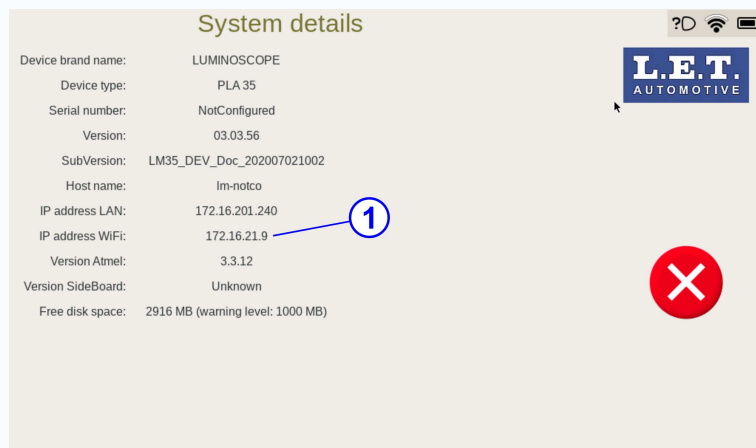 System details
?
Device brand name: LUMINOSCOPE
L.E.T.
AUTOMOTIVE
Device type: PLA 35
Serial number: NotConfigured
Version: 03.03.56
SubVersion: LM35_DEV_Doc_202007021002
Host name: lm-notco
IP address LAN: 172.16.201.240
1
IP address WiFi: 172.16.21.9
Version Atmel: 3.3.12
Version SideBoard: Unknown
Free disk space: 2916 MB (warning level: 1000 MB)